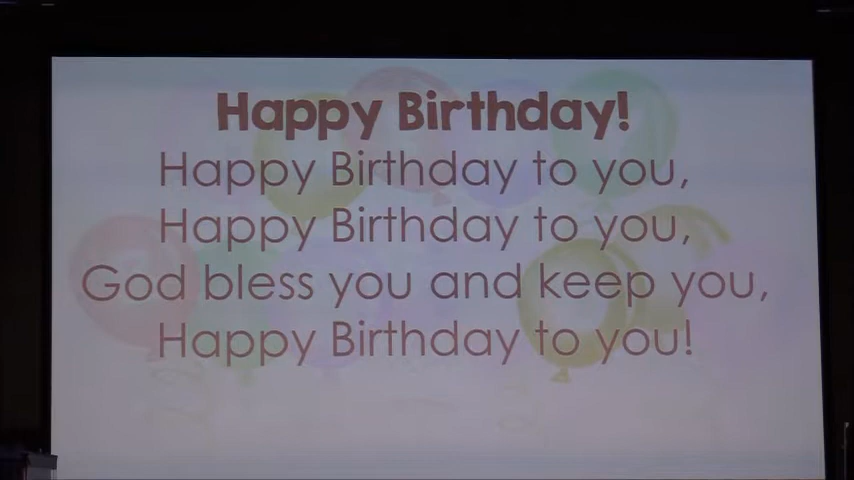 Happy Birthday!
Happy Birthday to you,
Happy Birthday to you,
God bless you and keep you,
Happy Birthday to you!